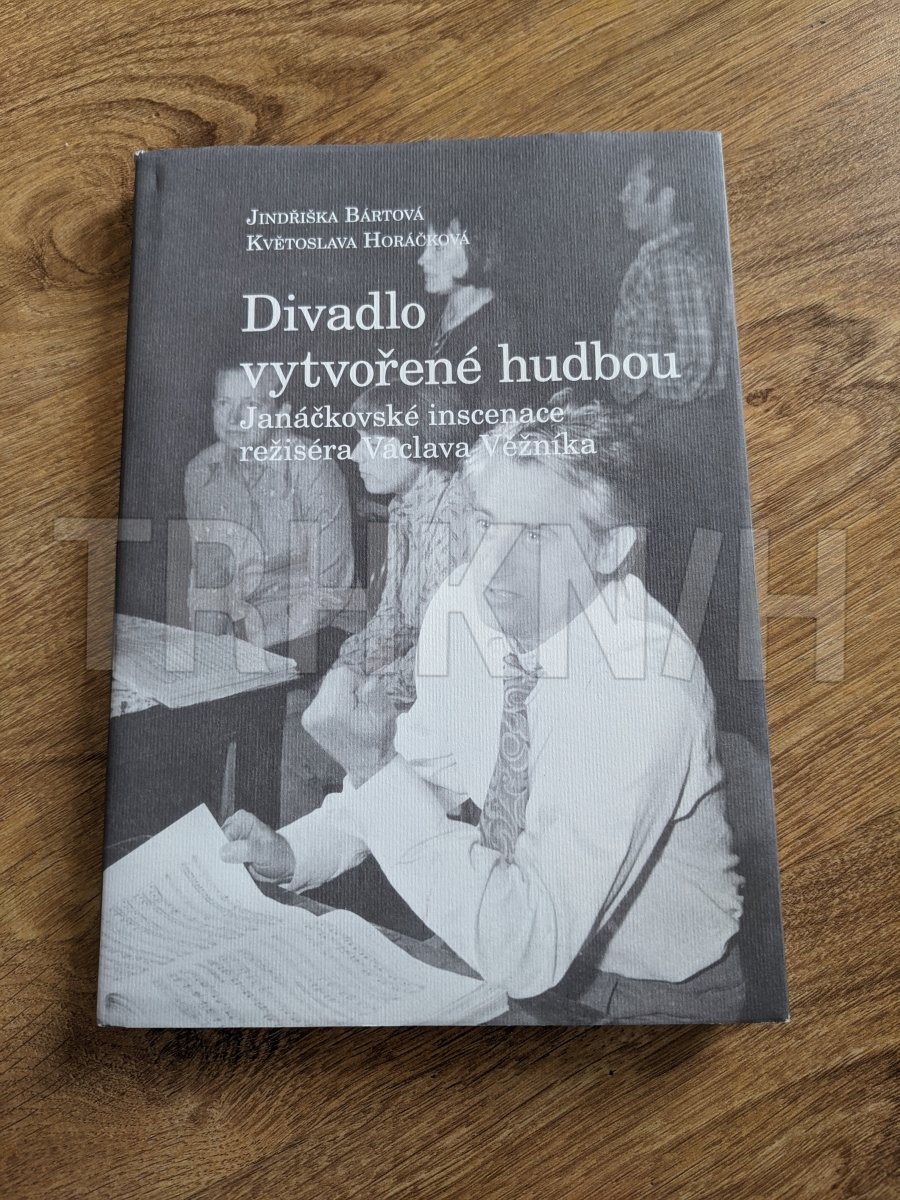 Jindřiška Bártová
Květoslava Horáčková
Divadlo
vytvořené hudbou
Janáčkovské inscenace
režiséra Václava Věžníka
TRHKNIH